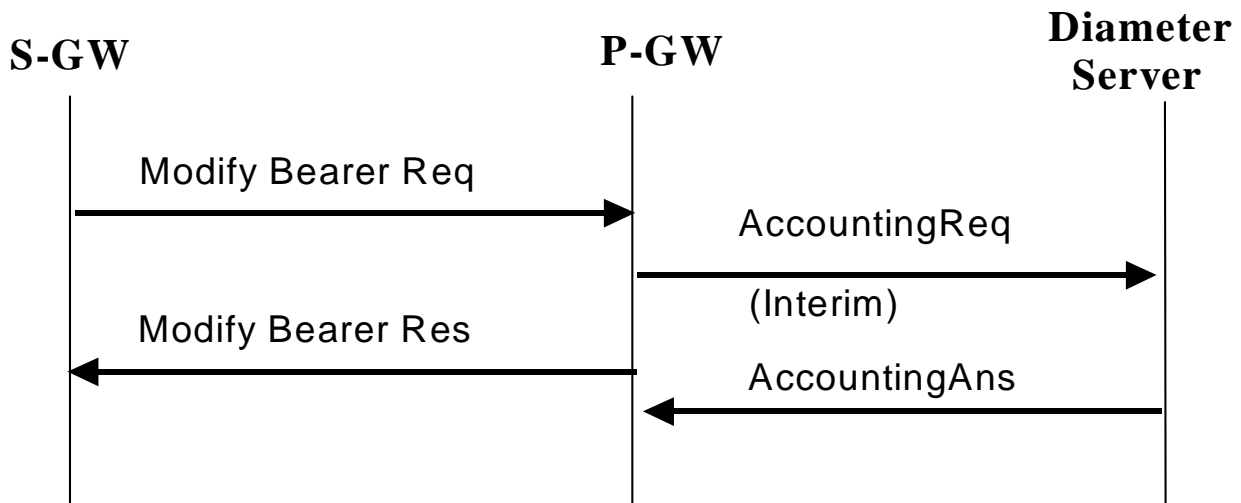 S-GW
P-GW
Diameter
Server
Modify Bearer Req
AccountingReq
(Interim)
Modify Bearer Res
AccountingAns